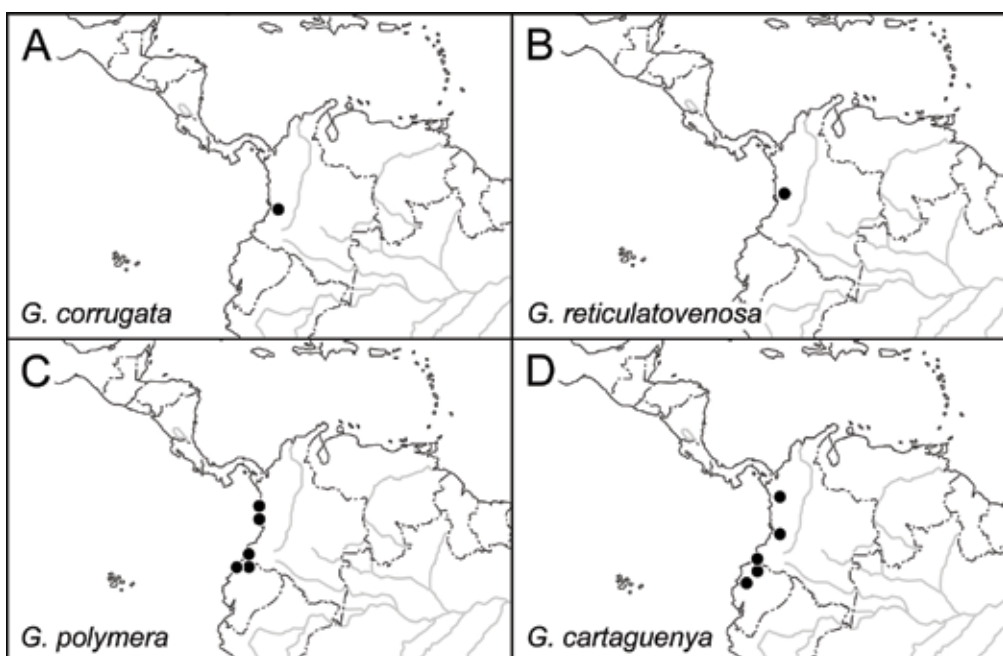 A
G. corrugata
B
G. reticulatovenosa
C
G. polymera
D
G. cartaguenya